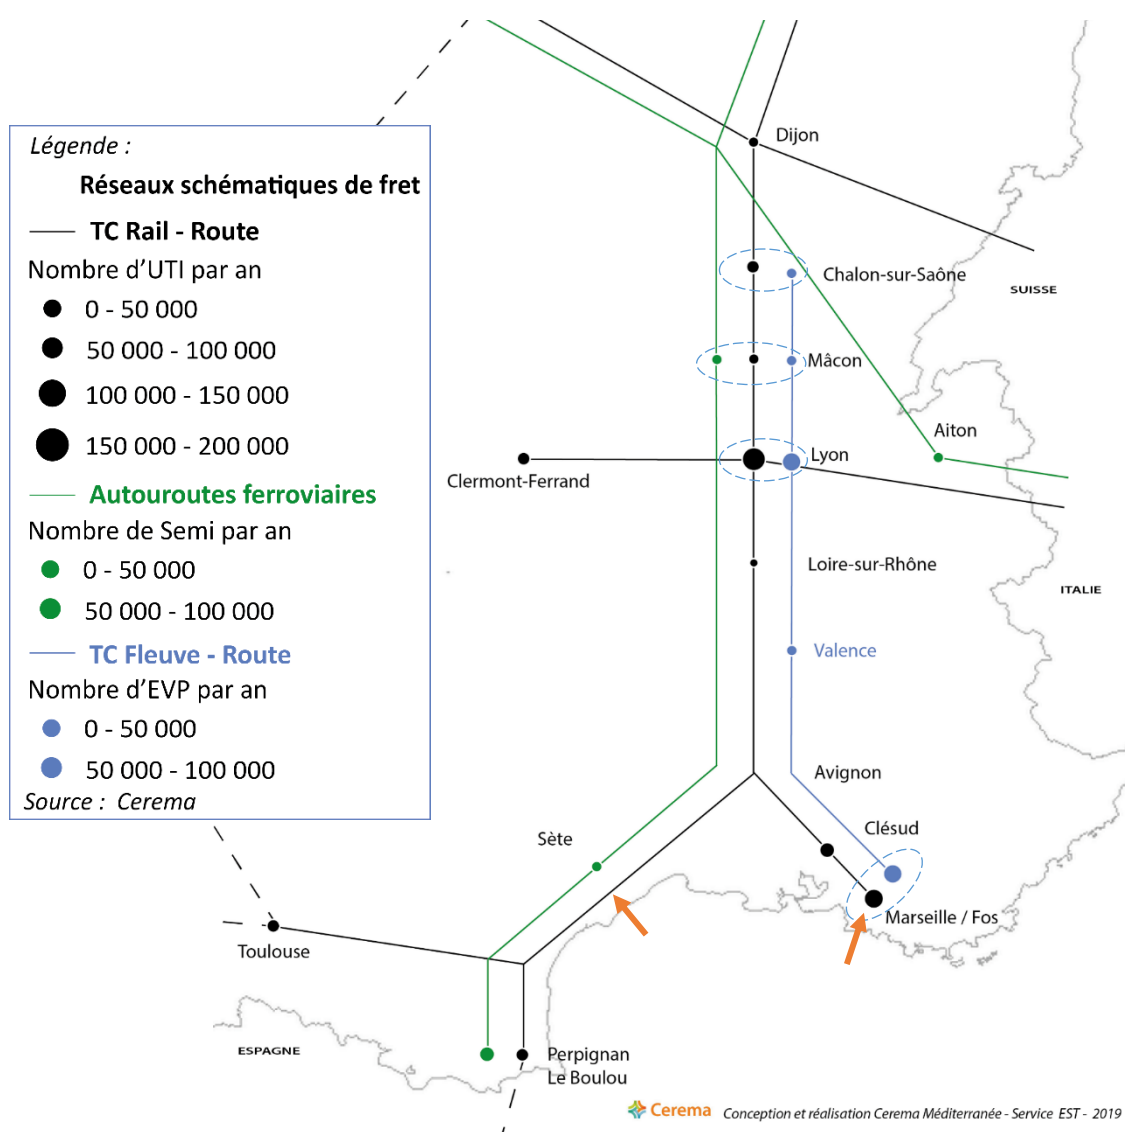 Légende :
Réseaux schématiques de fret
TC Rail - Route
Nombre d'UTI par an
0 - 50 000
50 000 - 100 000
100 000 - 150 000
150 000 - 200 000
Autouroutes ferroviaires
Nombre de Semi par an
0 - 50 000
50 000 - 100 000
TC Fleuve - Route
Nombre d'EVP par an
0 - 50 000
50 000 - 100 000
Source : Cerema
Dijon
Chalon-sur-Saône
SUISSE
Mâcon
Aiton
Lyon
Clermont-Ferrand
Loire-sur-Rhône
ITALIE
Valence
Avignon
Clésud
Sète
Marseille / Fos
Toulouse
ESPAGNE
Perpignan
Le Boulou
Cerema Conception et réalisation Cerema Méditerranée - Service EST - 2019